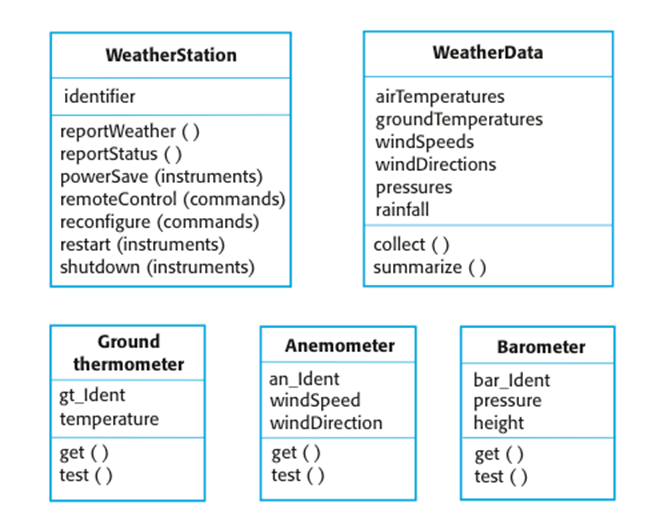 WeatherStation
identifier
reportWeather ( )
reportStatus ( )
powerSave (instruments)
remoteControl (commands)
reconfigure (commands)
restart (instruments)
shutdown (instruments)
WeatherData
airTemperatures
groundTemperatures
windSpeeds
windDirections
pressures
rainfall
collect ( )
summarize ( )
Ground
thermometer
gt_Ident
temperature
get ( )
test ( )
Anemometer
an_Ident
windSpeed
windDirection
get ( )
test ( )
Barometer
bar_Ident
pressure
height
get ( )
test ( )